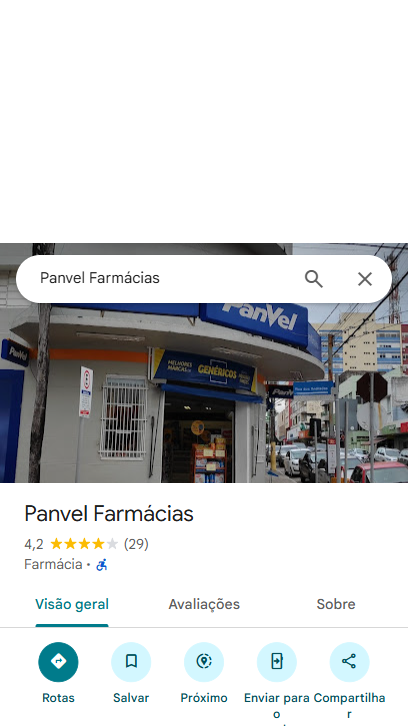 Panvel Farmácias
PanVel
PanVel
MELHORES
MARCAS
GENÉRICOS
PanVel
Panvel Farmácias
4,2 (29)
Farmácia ·
Visão geral Avaliações Sobre
Rotas Salvar Próximo Enviar para Compartilha
o r